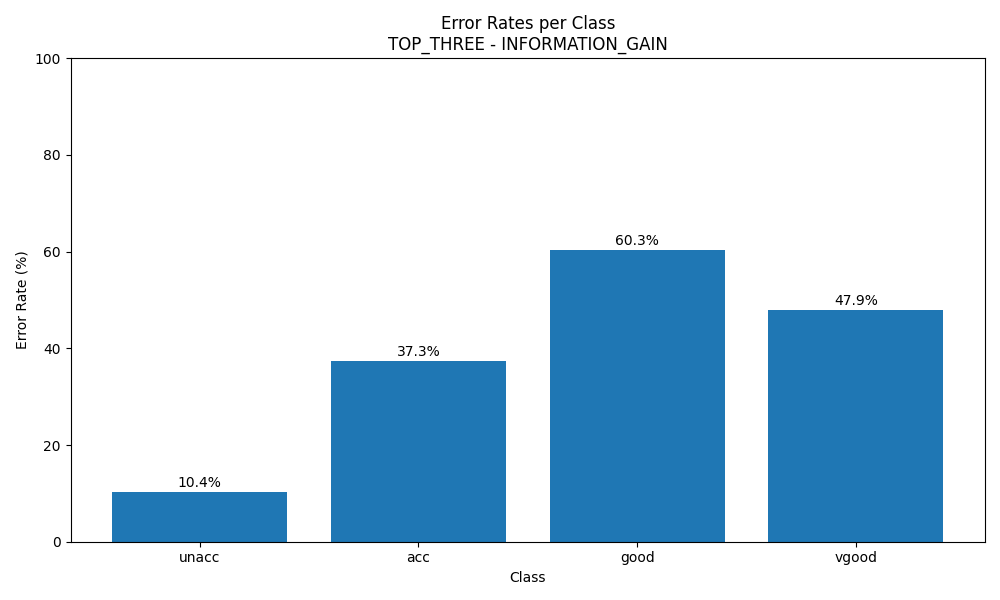 Error Rates per Class
TOP_THREE - INFORMATION_GAIN
100
80
60
40
20
0
Error Rate (%)
10.4%
37.3%
60.3%
47.9%
unacc
acc
good
vgood
Class